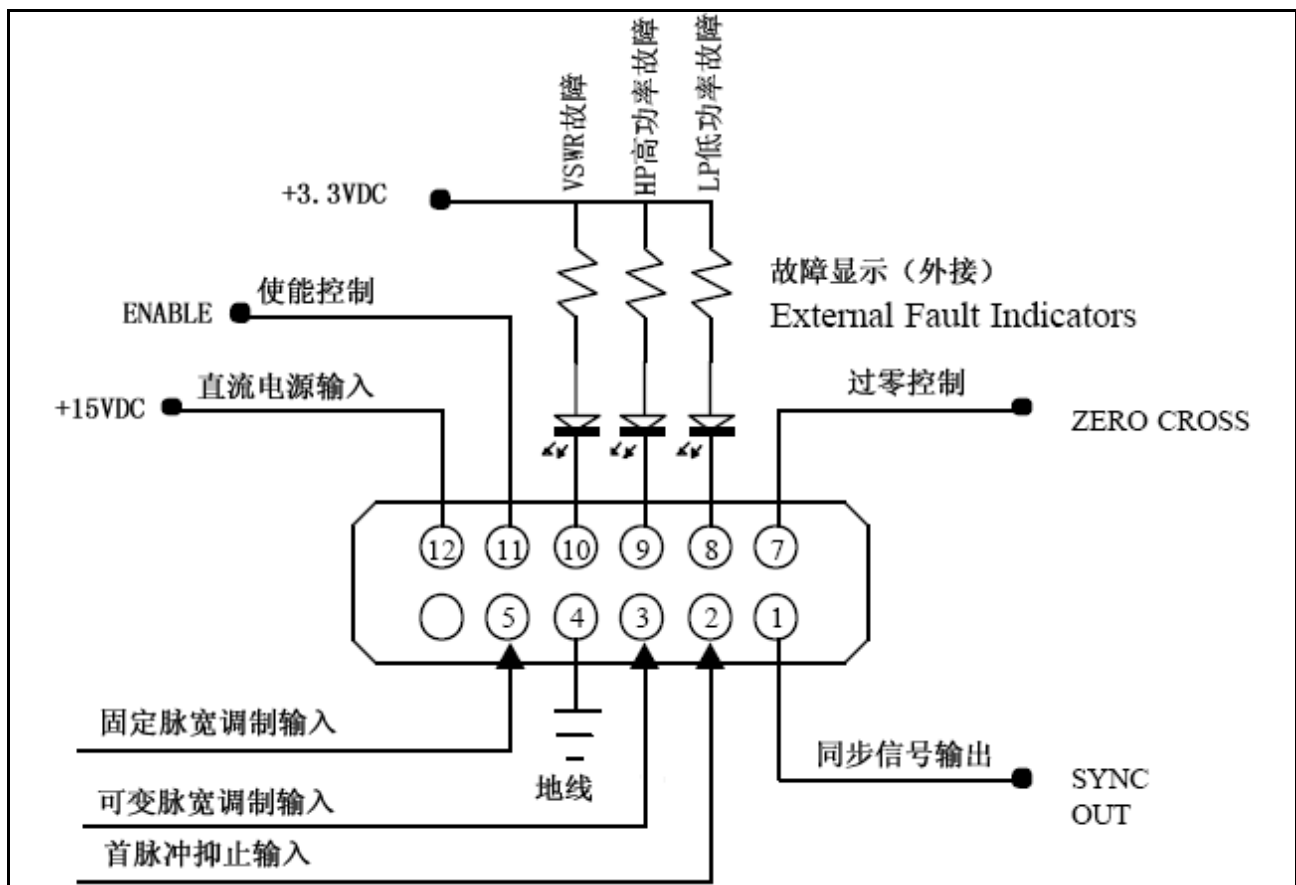 VSWR故障
HP高功率故障
LP低功率故障
+3.3VDC
故障显示（外接）
External Fault Indicators
使能控制
ENABLE
直流电源输入
+15VDC
过零控制
ZERO CROSS
12 11 10 9 8 7
5 4 3 2 1
固定脉宽调制输入
地线
同步信号输出
SYNC
OUT
可变脉宽调制输入
首脉冲抑止输入